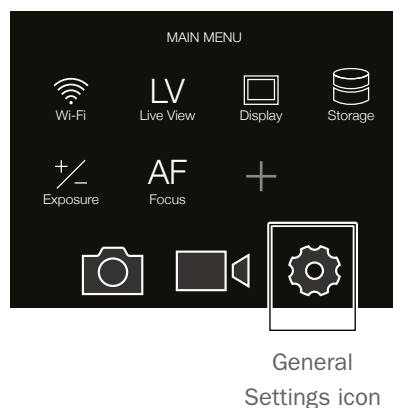 MAIN MENU
Wi-Fi
LV
Live View
Display
Storage
+/-
Exposure
AF
Focus
+
General
Settings icon